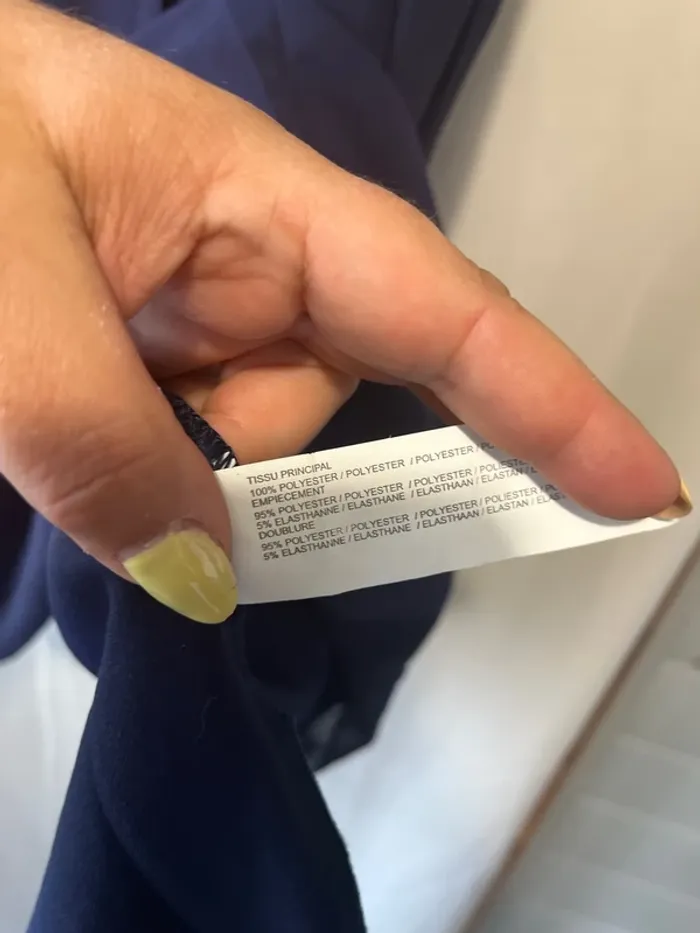 TISSU PRINCIPAL
100% POLYESTER / POLYESTER / POLYESTER /
EMPIECEMENT
95% POLYESTER / POLYESTER / POLYESTER / POLIESTER
5% ELASTHANNE / ELASTHANE / ELASTHAAN / ELASTAN /
DOUBLURE
95% POLYESTER / POLYESTER / POLYESTER / POLIESTER /
5% ELASTHANNE / ELASTHANE / ELASTHAAN / ELASTAN /